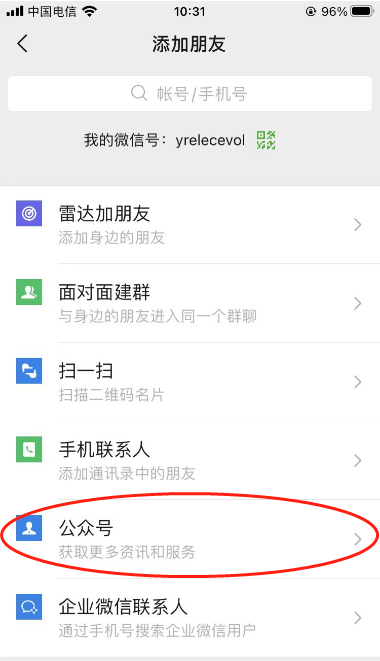 中国电信 10:31 96%
添加朋友
帐号/手机号
我的微信号：yrelecevol
雷达加朋友
添加身边的朋友
面对面建群
与身边的朋友进入同一个群聊
扫一扫
扫描二维码名片
手机联系人
添加通讯录中的朋友
公众号
获取更多资讯和服务
企业微信联系人
通过手机号搜索企业微信用户